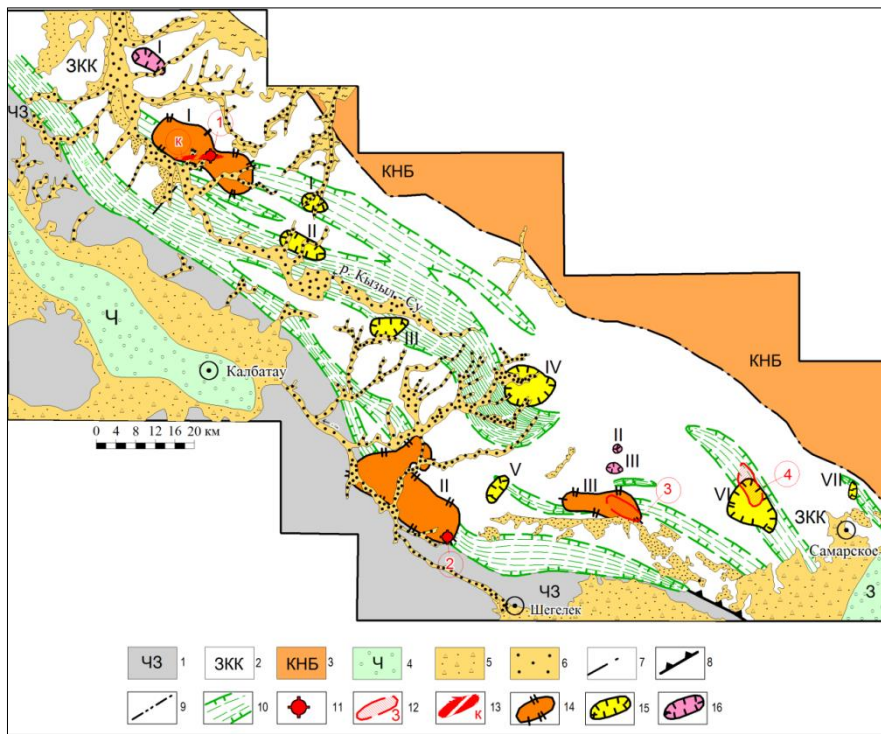 ЗКК
I
ЧЗ
I
1
к
КНБ
I
II
р. Кызыл-Су
Ч
III
КНБ
Калбатау
IV
0 4 8 12 16 20 км
II
III
V
II
III
3
4
VI
VII
ЗКК
Самарское
2
ЧЗ
Шегелек
З
ЧЗ 1
ЗКК 2
КНБ 3
Ч 4
5
6
7
8
9
10
11
З 12
к 13
14
15
16